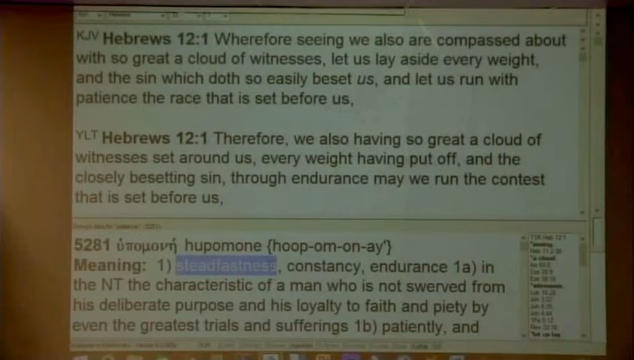 KJV Hebrews 12:1 Wherefore seeing we also are compassed about
with so great a cloud of witnesses, let us lay aside every weight,
and the sin which doth so easily beset us, and let us run with
patience the race that is set before us,
YLT Hebrews 12:1 Therefore, we also having so great a cloud of
witnesses set around us, every weight having put off, and the
closely besetting sin, through endurance may we run the contest
that is set before us,
5281 ὑπομονή hupomone {hoop-om-on-ay'}
Meaning: 1) steadfastness, constancy, endurance 1a) in
the NT the characteristic of a man who is not swerved from
his deliberate purpose and his loyalty to faith and piety by
even the greatest trials and sufferings 1b) patiently, and